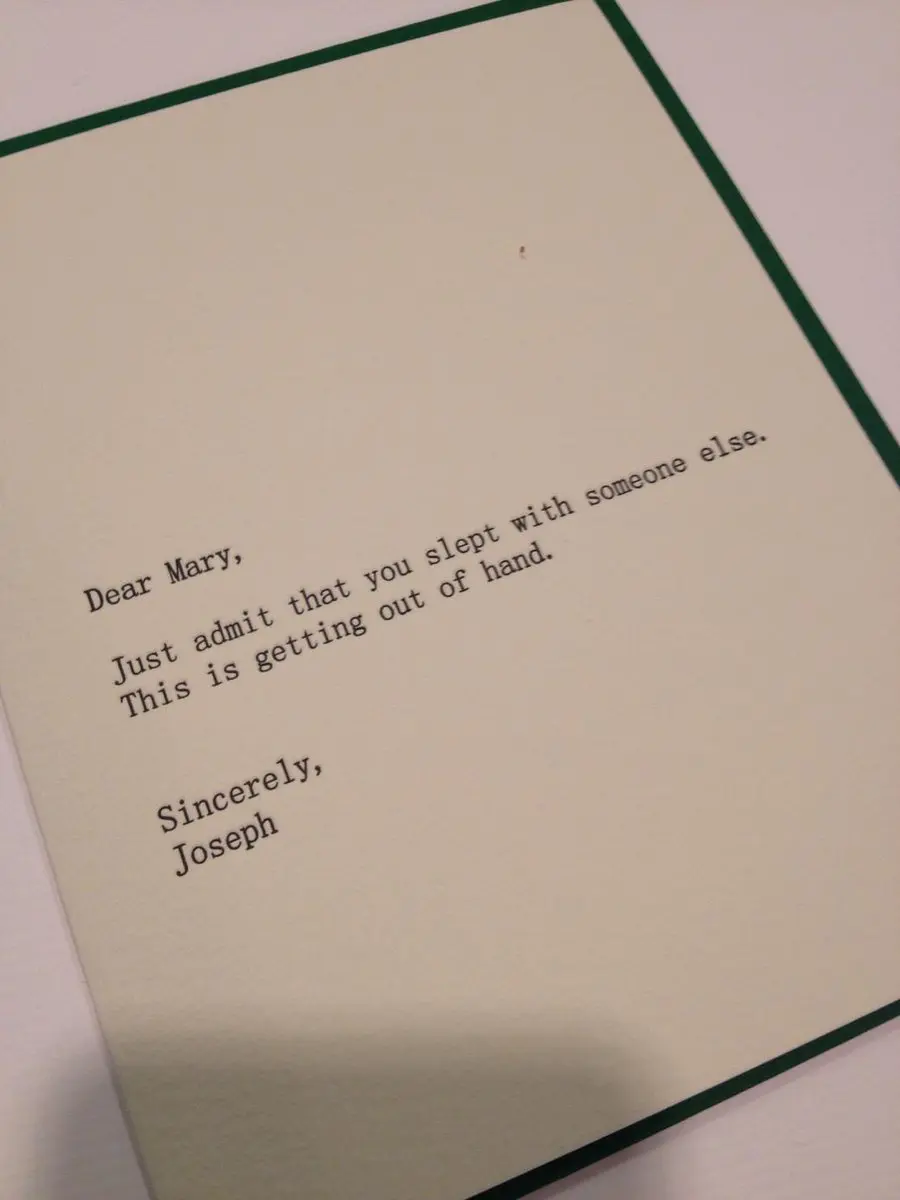 Dear Mary,
Just admit that you slept with someone else.
This is getting out of hand.
Sincerely,
Joseph